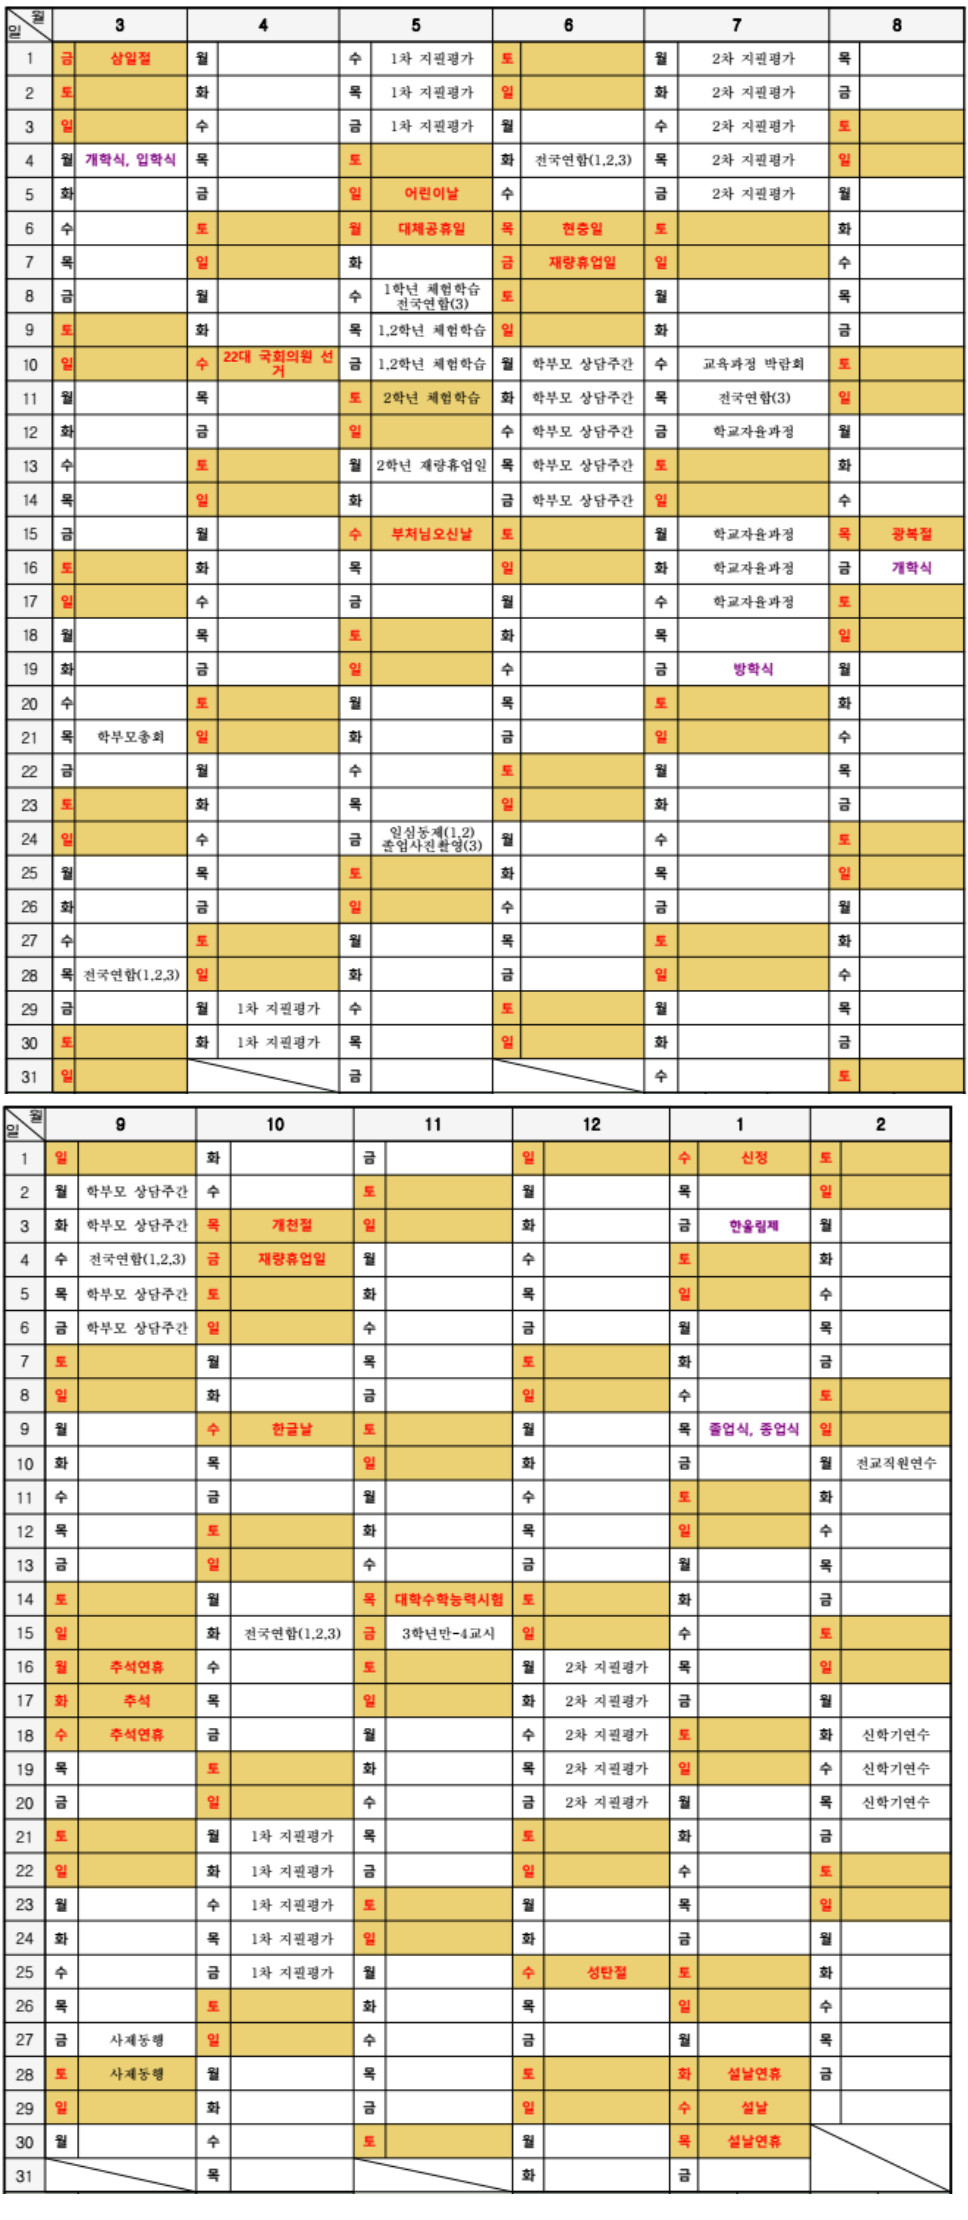 월 일 3 4 5 6 7 8
1 금 삼일절 월 수 1차 지필평가 토 월 2차 지필평가 목
2 토 화 목 1차 지필평가 일 화 2차 지필평가 금
3 일 수 금 1차 지필평가 월 수 2차 지필평가 토
4 월 개학식, 입학식 목 토 화 전국연합(1,2,3) 목 2차 지필평가 일
5 화 금 일 어린이날 수 금 2차 지필평가 월
6 수 토 월 대체공휴일 목 현충일 토 화
7 목 일 화 금 재량휴업일 일 수
8 금 월 수 1학년 체험학습 전국연합(3) 토 월 목
9 토 화 목 1,2학년 체험학습 일 화 금
10 일 수 22대 국회의원 선거 금 1,2학년 체험학습 월 학부모 상담주간 수 교육과정 박람회 토
11 월 목 토 2학년 체험학습 화 학부모 상담주간 목 전국연합(3) 일
12 화 금 일 수 학부모 상담주간 금 학교자율과정 월
13 수 토 월 2학년 재량휴업일 목 학부모 상담주간 토 화
14 목 일 화 금 학부모 상담주간 일 수
15 금 월 수 부처님오신날 토 월 학교자율과정 목 광복절
16 토 화 목 일 화 학교자율과정 금 개학식
17 일 수 금 월 수 학교자율과정 토
18 월 목 토 화 목 일
19 화 금 일 수 금 방학식 월
20 수 토 월 목 토 화
21 목 학부모총회 일 화 금 일 수
22 금 월 수 토 월 목
23 토 화 목 일 화 금
24 일 수 금 일심동제(1,2) 졸업사진촬영(3) 월 수 토
25 월 목 토 화 목 일
26 화 금 일 수 금 월
27 수 토 월 목 토 화
28 목 전국연합(1,2,3) 일 화 금 일 수
29 금 월 1차 지필평가 수 토 월 목
30 토 화 1차 지필평가 목 일 화 금
31 일 금 수 토
월 일 9 10 11 12 1 2
1 일 화 금 일 수 신정 토
2 월 학부모 상담주간 수 토 월 목 일
3 화 학부모 상담주간 목 개천절 일 화 금 한울림제 월
4 수 전국연합(1,2,3) 금 재량휴업일 월 수 토 화
5 목 학부모 상담주간 토 화 목 일 수
6 금 학부모 상담주간 일 수 금 월 목
7 토 월 목 토 화 금
8 일 화 금 일 수 토
9 월 수 한글날 토 월 목 졸업식, 종업식 일
10 화 목 일 화 금 월 전교직원연수
11 수 금 월 수 토 화
12 목 토 화 목 일 수
13 금 일 수 금 월 목
14 토 월 목 대학수학능력시험 토 화 금
15 일 화 전국연합(1,2,3) 금 3학년만-4교시 일 수 토
16 월 추석연휴 수 토 월 2차 지필평가 목 일
17 화 추석 목 일 화 2차 지필평가 금 월
18 수 추석연휴 금 월 수 2차 지필평가 토 화 신학기연수
19 목 토 화 목 2차 지필평가 일 수 신학기연수
20 금 일 수 금 2차 지필평가 월 목 신학기연수
21 토 월 1차 지필평가 목 토 화 금
22 일 화 1차 지필평가 금 일 수 토
23 월 수 1차 지필평가 토 월 목 일
24 화 목 1차 지필평가 일 화 금 월
25 수 금 1차 지필평가 월 수 성탄절 토 화
26 목 토 화 목 일 수
27 금 사제동행 일 수 금 월 목
28 토 사제동행 월 목 토 화 설날연휴 금
29 일 화 금 일 수 설날
30 월 수 토 월 목 설날연휴
31 목 화 금